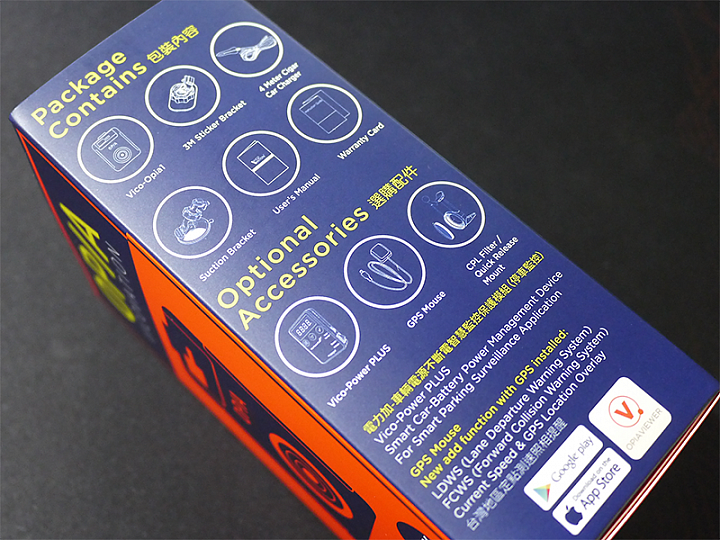 Package
Contains 包裝內容
Vico-Opia1
3M Sticker Bracket
4 Meter Cigar
Car Charger
Suction Bracket
User's Manual
Warranty Card
Optional
Accessories 選購配件
Vico-Power PLUS
GPS Mouse
CPL Filter /
Quick Release
Mount
電力加-車輛電源不斷電智慧監控保護模組(停車監控)
Vico-Power PLUS
Smart Car-Battery Power Management Device
For Smart Parking Surveillance Application
GPS Mouse
New add function with GPS installed:
LDWS (Lane Departure Warning System)
FCWS (Forward Collision Warning System)
Current Speed & GPS Location Overlay
台灣地區定點測速照相提醒
Google play
Download on the
App Store
V.
OPIAVIEWER